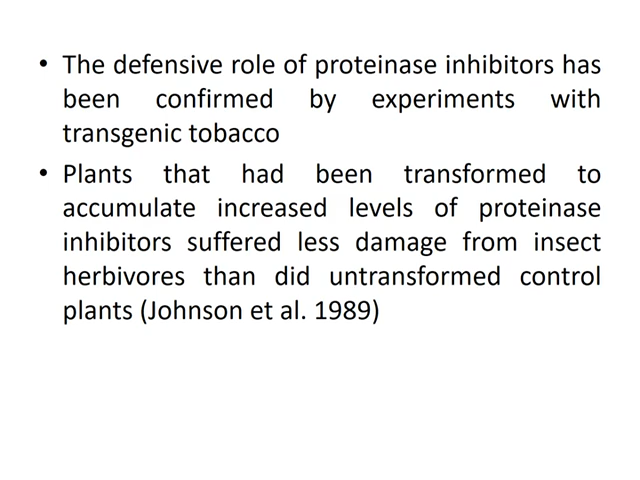 • The defensive role of proteinase inhibitors has
been confirmed by experiments with
transgenic tobacco
• Plants that had been transformed to
accumulate increased levels of proteinase
inhibitors suffered less damage from insect
herbivores than did untransformed control
plants (Johnson et al. 1989)